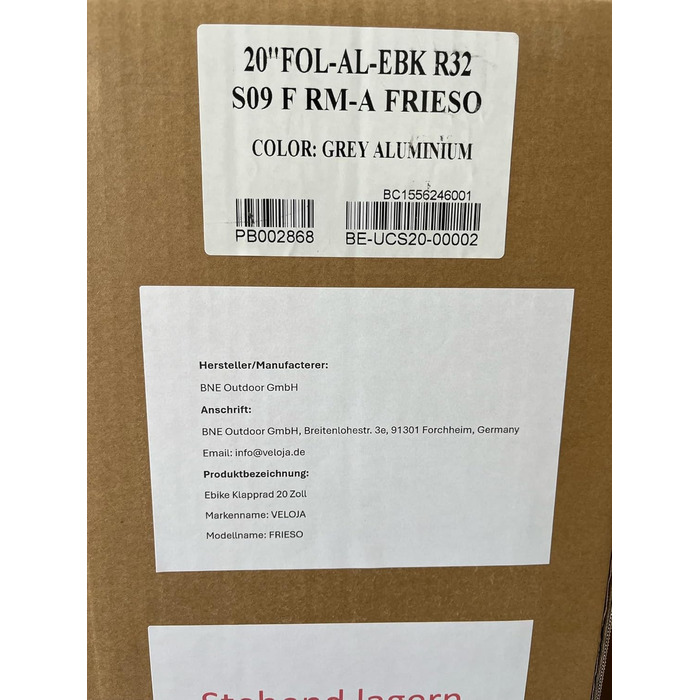 20"FOL-AL-EBK R32
S09 F RM-A FRIESO
COLOR: GREY ALUMINIUM
BC1556246001
PB002868
BE-UCS20-00002
Hersteller/Manufacterer:
BNE Outdoor GmbH
Anschrift:
BNE Outdoor GmbH, Breitenlohestr. 3e, 91301 Forchheim, Germany
Email: info@veloja.de
Produktbezeichnung:
Ebike Klapprad 20 Zoll
Markenname: VELOJA
Modellname: FRIESO
Stehend lagern